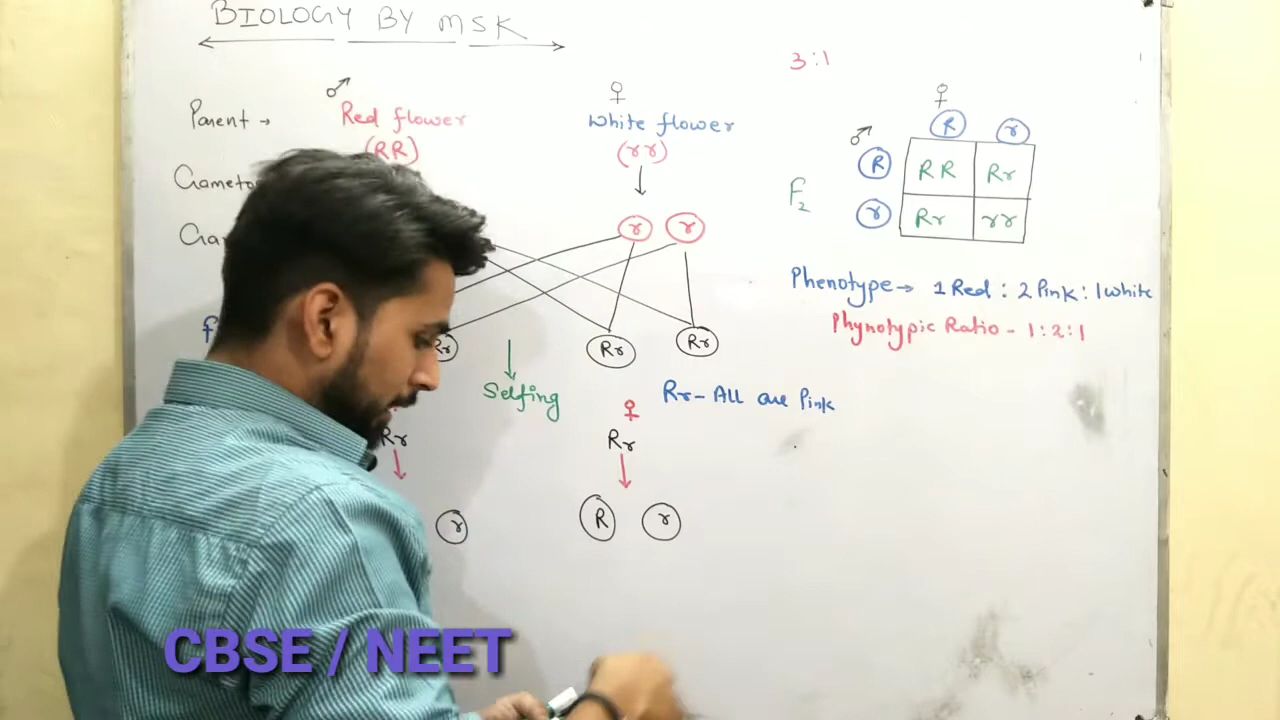 BIOLOGY BY MSK
3:1
♂ ♀
Parent → Red flower White flower
(RR) (rr)
r r
Rr Rr
Selfing
Rr - All are Pink
♀
Rr Rr
r R r
♀
R r
♂
R RR Rr
F2
r Rr rr
Phenotype → 1 Red : 2 Pink : 1 White
Phynotypic Ratio - 1:2:1
CBSE / NEET